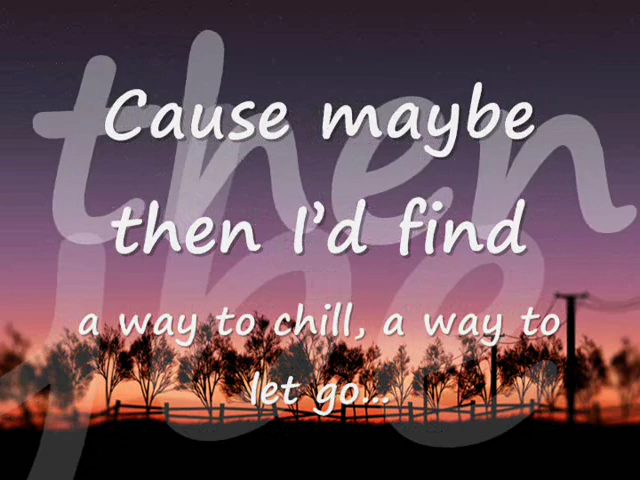 then
Cause maybe
then I'd find
a way to chill, a way to
let go...